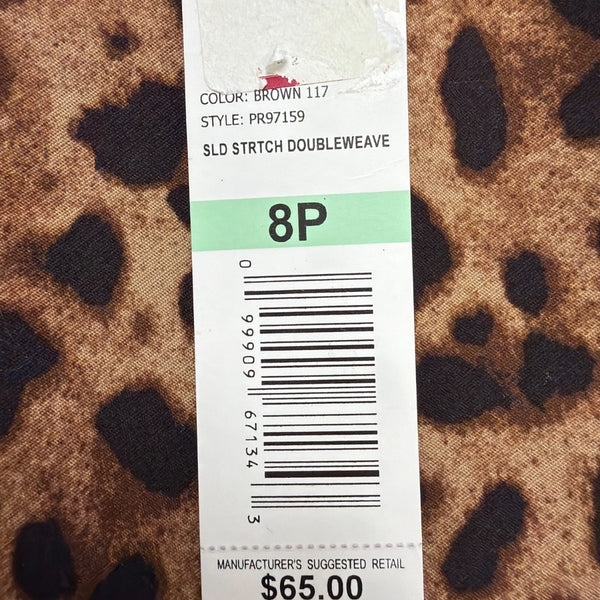 COLOR: BROWN 117
STYLE: PR97159
SLD STRTCH DOUBLEWEAVE
8P
0 99909 67134 3
MANUFACTURER'S SUGGESTED RETAIL
$65.00